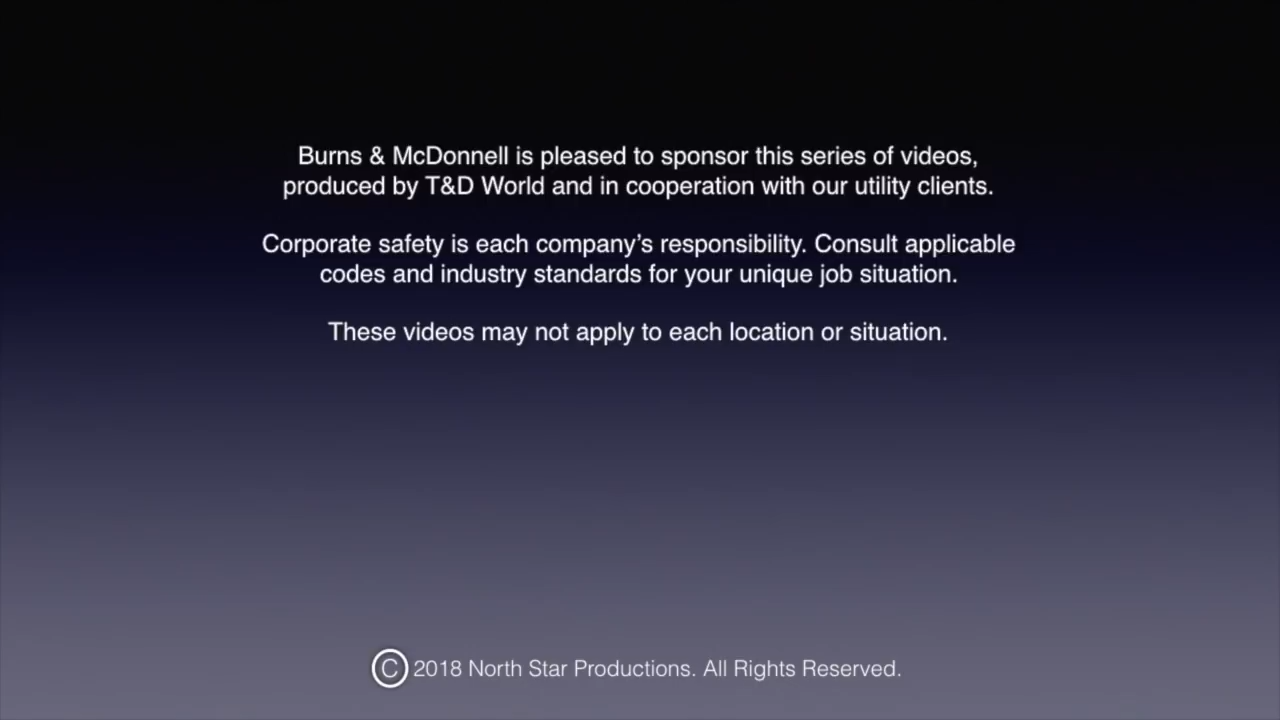 Burns & McDonnell is pleased to sponsor this series of videos,
produced by T&D World and in cooperation with our utility clients.
Corporate safety is each company’s responsibility. Consult applicable
codes and industry standards for your unique job situation.
These videos may not apply to each location or situation.
© 2018 North Star Productions. All Rights Reserved.